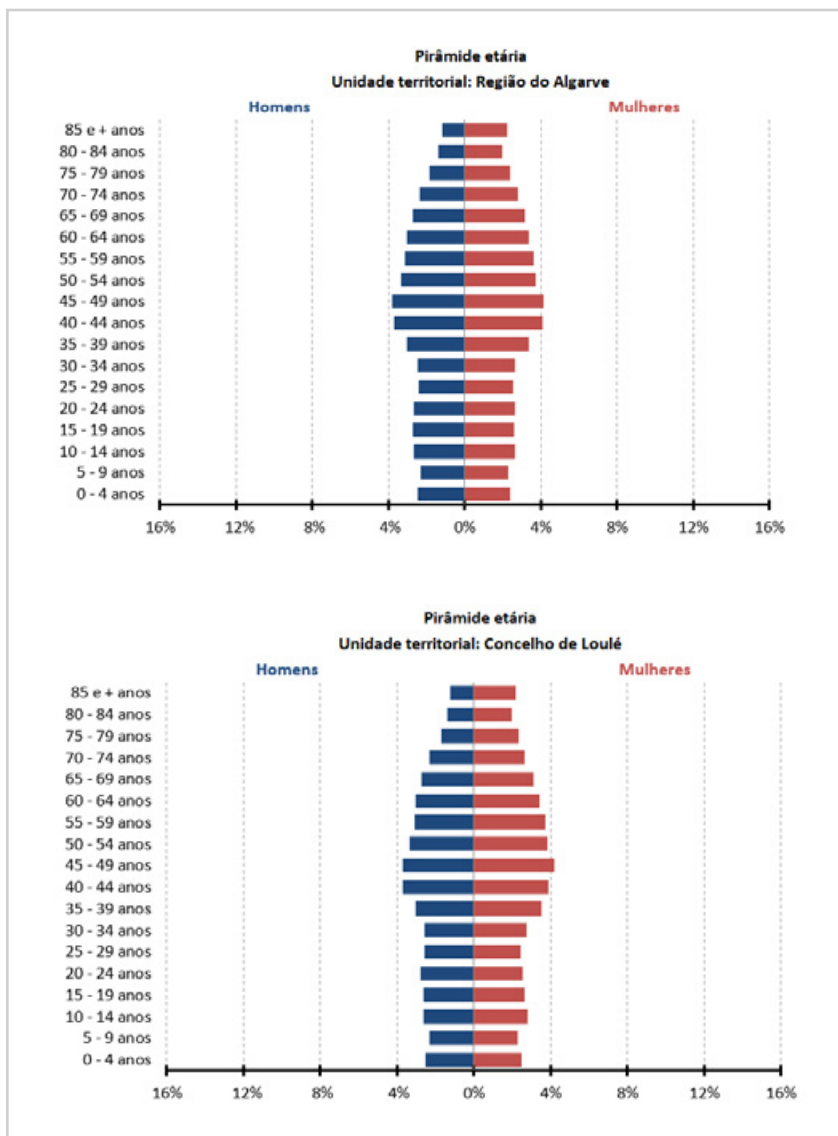 Pirâmide etária
Unidade territorial: Região do Algarve
Homens Mulheres
85 e + anos
80 - 84 anos
75 - 79 anos
70 - 74 anos
65 - 69 anos
60 - 64 anos
55 - 59 anos
50 - 54 anos
45 - 49 anos
40 - 44 anos
35 - 39 anos
30 - 34 anos
25 - 29 anos
20 - 24 anos
15 - 19 anos
10 - 14 anos
5 - 9 anos
0 - 4 anos
16% 12% 8% 4% 0% 4% 8% 12% 16%
Pirâmide etária
Unidade territorial: Concelho de Loulé
Homens Mulheres
85 e + anos
80 - 84 anos
75 - 79 anos
70 - 74 anos
65 - 69 anos
60 - 64 anos
55 - 59 anos
50 - 54 anos
45 - 49 anos
40 - 44 anos
35 - 39 anos
30 - 34 anos
25 - 29 anos
20 - 24 anos
15 - 19 anos
10 - 14 anos
5 - 9 anos
0 - 4 anos
16% 12% 8% 4% 0% 4% 8% 12% 16%